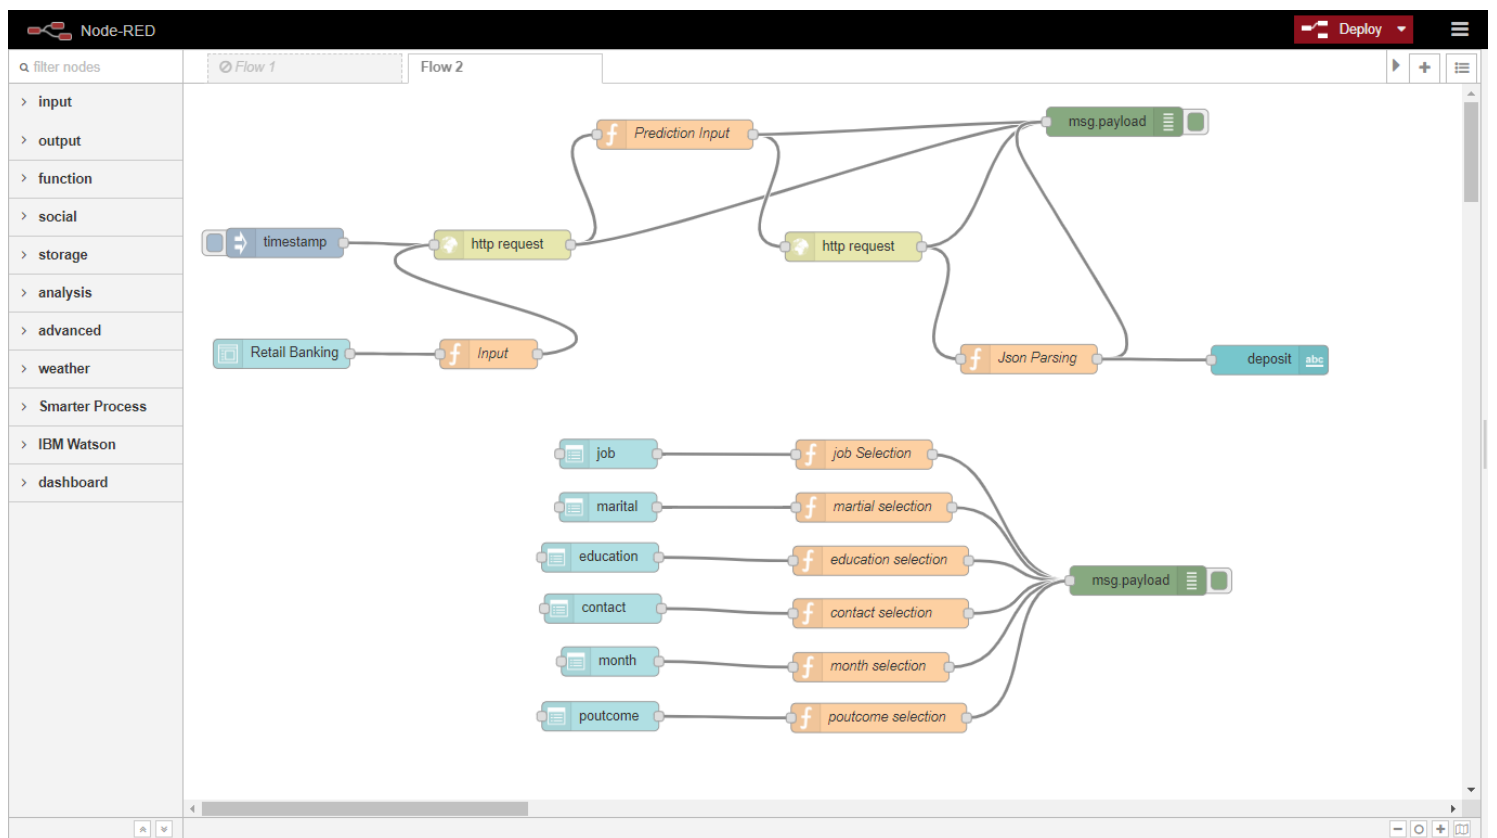 Node-RED
Deploy
filter nodes
Flow 1
Flow 2
input
output
function
social
storage
analysis
advanced
weather
Smarter Process
IBM Watson
dashboard
Prediction Input
msg.payload
timestamp
http request
http request
Retail Banking
Input
Json Parsing
deposit
abc
job
job Selection
marital
martial selection
education
education selection
contact
contact selection
msg.payload
month
month selection
poutcome
poutcome selection